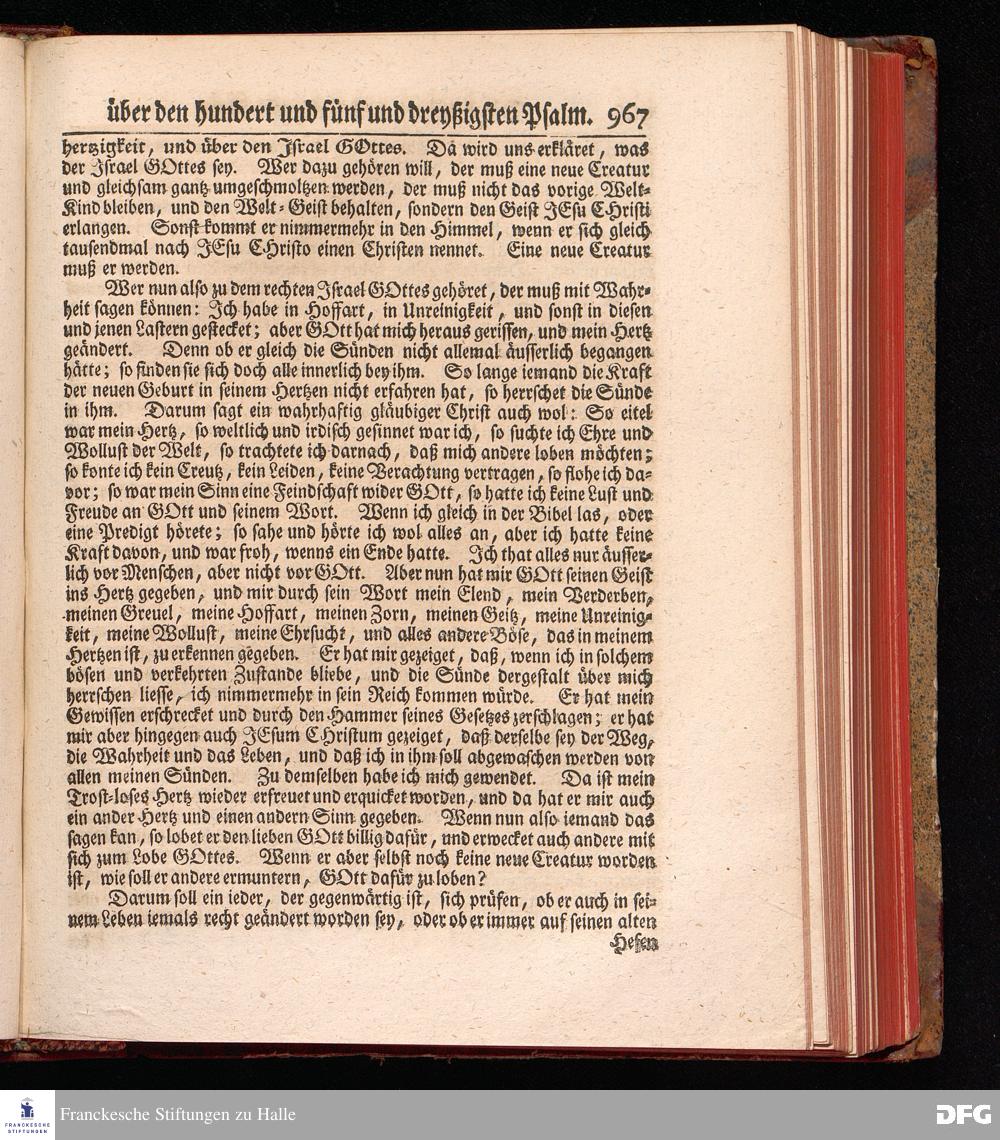 über den hundert und fünf und dreyßigsten Psalm. 967
hertzigkeit, und über den Israel GOttes. Da wird uns erkläret, was
der Israel GOttes sey. Wer dazu gehören will, der muß eine neue Creatur
und gleichsam gantz umgeschmoltzen werden, der muß nicht das vorige Welt-
Kind bleiben, und den Welt-Geist behalten, sondern den Geist JEsu CHristi
erlangen. Sonst kommt er nimmermehr in den Himmel, wenn er sich gleich
tausendmal nach JEsu CHristo einen Christen nennet. Eine neue Creatur
muß er werden.
Wer nun also zu dem rechten Israel GOttes gehöret, der muß mit Wahr-
heit sagen können: Ich habe in Hoffart, in Unreinigkeit, und sonst in diesen
und jenen Lastern gestecket; aber GOtt hat mich heraus gerissen, und mein Hertz
geändert. Denn ob er gleich die Sünden nicht allemal äusserlich begangen
hätte; so finden sie sich doch alle innerlich bey ihm. So lange iemand die Kraft
der neuen Geburt in seinem Hertzen nicht erfahren hat, so herrschet die Sünde
in ihm. Darum sagt ein wahrhaftig gläubiger Christ auch wol: So eitel
war mein Hertz, so weltlich und irdisch gesinnet war ich, so suchte ich Ehre und
Wollust der Welt, so trachtete ich darnach, daß mich andere loben möchten;
so konte ich kein Creutz, kein Leiden, keine Verachtung vertragen, so flohe ich da-
vor; so war mein Sinn eine Feindschaft wider GOtt, so hatte ich keine Lust und
Freude an GOtt und seinem Wort. Wenn ich gleich in der Bibel las, oder
eine Predigt hörete; so sahe und hörte ich wol alles an, aber ich hatte keine
Kraft davon, und war froh, wenns ein Ende hatte. Ich that alles nur äusser-
lich vor Menschen, aber nicht vor GOtt. Aber nun hat mir GOtt seinen Geist
ins Hertz gegeben, und mir durch sein Wort mein Elend, mein Verderben,
meinen Greuel, meine Hoffart, meinen Zorn, meinen Geitz, meine Unreinig-
keit, meine Wollust, meine Ehrsucht, und alles andere Böse, das in meinem
Hertzen ist, zu erkennen gegeben. Er hat mir gezeiget, daß, wenn ich in solchem
bösen und verkehrten Zustande bliebe, und die Sünde dergestalt über mich
herrschen liesse, ich nimmermehr in sein Reich kommen würde. Er hat mein
Gewissen erschrecket und durch den Hammer seines Gesetzes zerschlagen; er hat
mir aber hingegen auch JEsum CHristum gezeiget, daß derselbe sey der Weg,
die Wahrheit und das Leben, und daß ich in ihm soll abgewaschen werden von
allen meinen Sünden. Zu demselben habe ich mich gewendet. Da ist mein
Trost-loses Hertz wieder erfreuet und erquicket worden, und da hat er mir auch
ein ander Hertz und einen andern Sinn gegeben. Wenn nun also iemand das
sagen kan, so lobet er den lieben GOtt billig dafür, und erwecket auch andere mit
sich zum Lobe GOttes. Wenn er aber selbst noch keine neue Creatur worden
ist, wie soll er andere ermuntern, GOtt dafür zu loben?
Darum soll ein ieder, der gegenwärtig ist, sich prüfen, ob er auch in sei-
nem Leben iemals recht geändert worden sey, oder ob er immer auf seinen alten
Hefen
FRANCKESCHE
STIFTUNGEN
Franckesche Stiftungen zu Halle
DFG